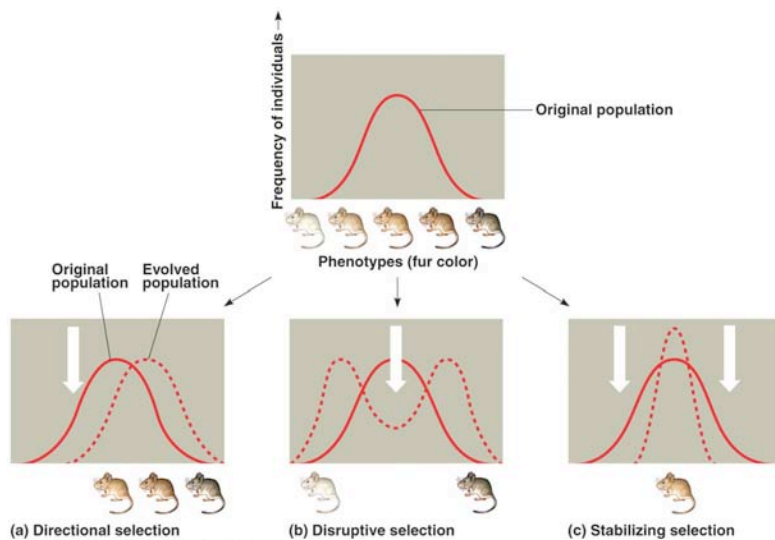 Frequency of individuals
Original population
Phenotypes (fur color)
Original
population
Evolved
population
(a) Directional selection
(b) Disruptive selection
(c) Stabilizing selection